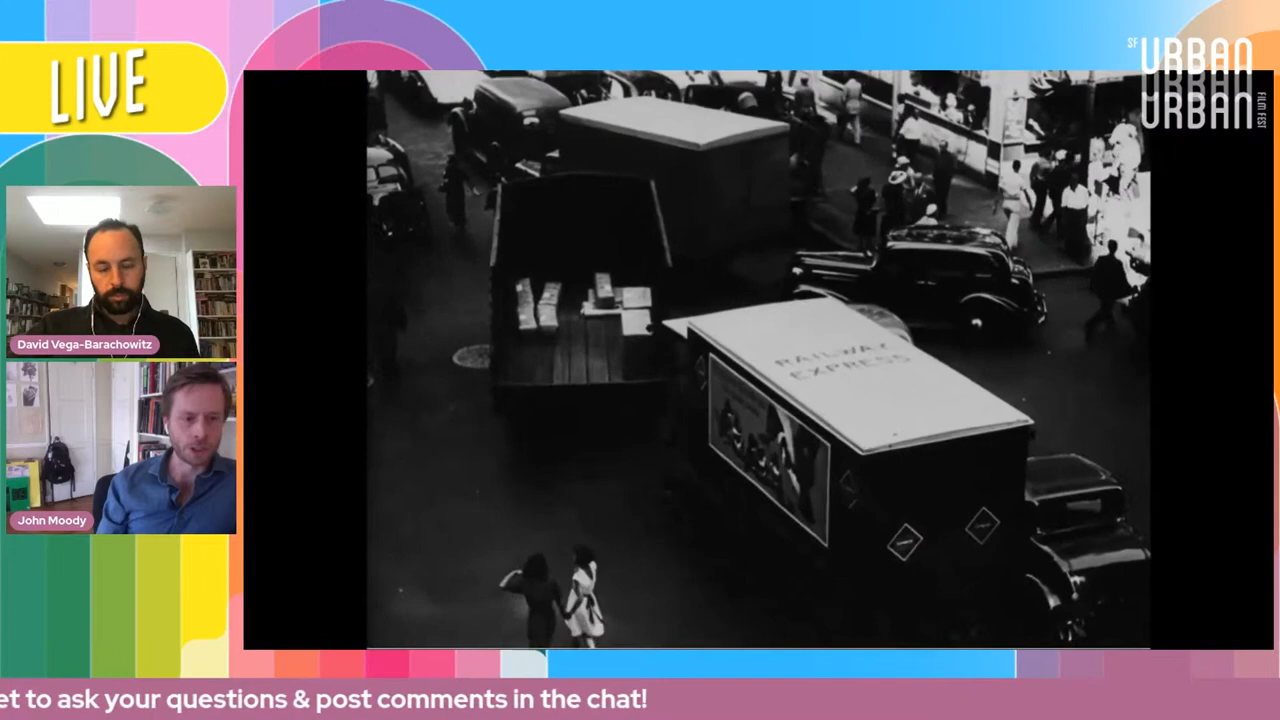 LIVE
SF
URBAN
URBAN
FILM FEST
RAILWAY
EXPRESS
David Vega-Barachowitz
John Moody
et to ask your questions & post comments in the chat!